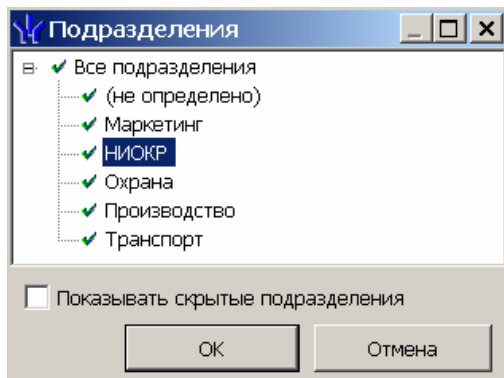 Подразделения
Все подразделения
(не определено)
Маркетинг
НИОКР
Охрана
Производство
Транспорт
Показывать скрытые подразделения
OK Отмена